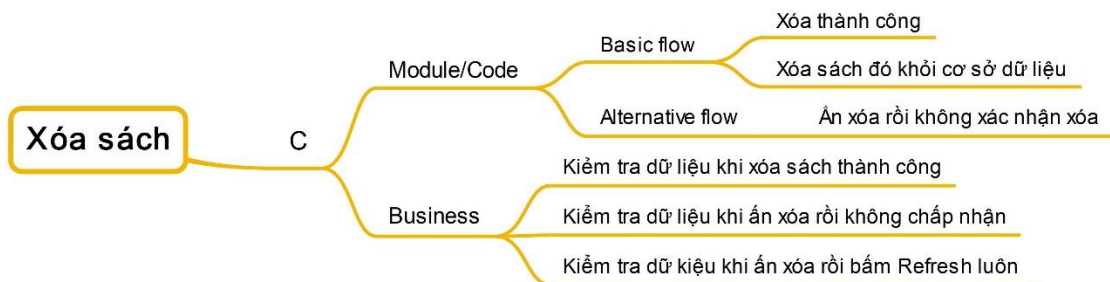 Xóa sách
C
Module/Code
Basic flow
Xóa thành công
Xóa sách đó khỏi cơ sở dữ liệu
Alternative flow
Ấn xóa rồi không xác nhận xóa
Business
Kiểm tra dữ liệu khi xóa sách thành công
Kiểm tra dữ liệu khi ấn xóa rồi không chấp nhận
Kiểm tra dữ kiệu khi ấn xóa rồi bấm Refresh luôn